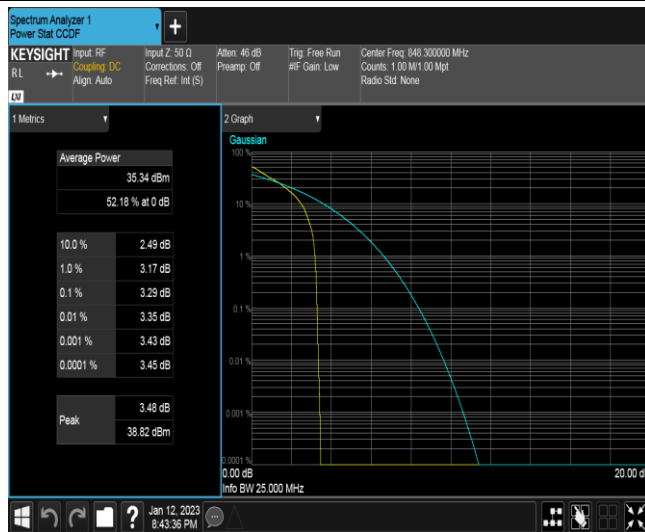 Spectrum Analyzer 1
Power Stat CCDF
+
KEYSIGHT
RL
LXI
Input: RF
Coupling: DC
Align: Auto
Input Z: 50 Ω
Corrections: Off
Freq Ref: Int (S)
Atten: 46 dB
Preamp: Off
Trig: Free Run
#IF Gain: Low
Center Freq: 848.300000 MHz
Counts: 1.00 M/1.00 Mpt
Radio Std: None
1 Metrics
Average Power
35.34 dBm
52.18 % at 0 dB
10.0 % 2.49 dB
1.0 % 3.17 dB
0.1 % 3.29 dB
0.01 % 3.35 dB
0.001 % 3.43 dB
0.0001 % 3.45 dB
Peak
3.48 dB
38.82 dBm
2 Graph
Gaussian
100 %
10 %
1 %
0.1 %
0.01 %
0.001 %
0.0001 %
0.00 dB
20.00 d
Info BW 25.000 MHz
?
Jan 12, 2023
8:43:36 PM